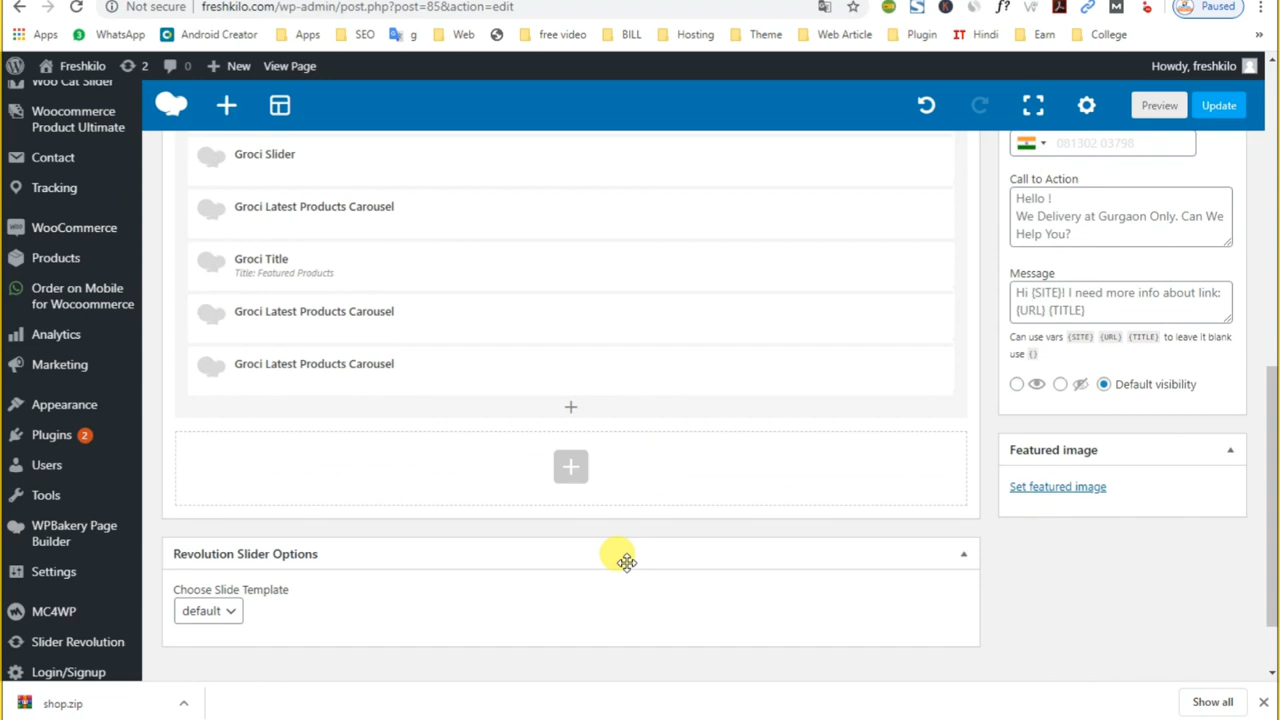 Not secure freshkilo.com/wp-admin/post.php?post=85&action=edit Paused
Apps WhatsApp Android Creator Apps SEO g Web free video BILL Hosting Theme Web Article Plugin IT Hindi Earn College »
Freshkilo 2 0 New View Page Howdy, freshkilo
Woo Cat Slider
Woocommerce
Product Ultimate
Contact
Tracking
WooCommerce
Products
Order on Mobile
for Wocoommerce
Analytics
Marketing
Appearance
Plugins 2
Users
Tools
WPBakery Page
Builder
Settings
MC4WP
Slider Revolution
Login/Signup
Preview Update
Groci Slider
Groci Latest Products Carousel
Groci Title
Title: Featured Products
Groci Latest Products Carousel
Groci Latest Products Carousel
Revolution Slider Options
Choose Slide Template
default
081302 03798
Call to Action
Hello !
We Delivery at Gurgaon Only. Can We
Help You?
Message
Hi {SITE}! I need more info about link:
{URL} {TITLE}
Can use vars {SITE} {URL} {TITLE} to leave it blank
use {}
Default visibility
Featured image
Set featured image
shop.zip
Show all